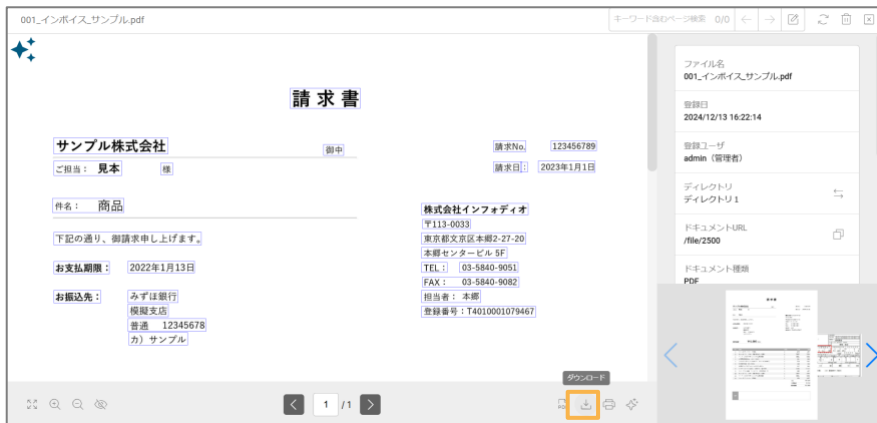 001_インボイス_サンプル.pdf
キーワード含むページ検索 0/0
請求書
サンプル株式会社 御中
請求No. 123456789
ご担当： 見本 様
請求日： 2023年1月1日
件名： 商品
株式会社インフォディオ
〒113-0033
下記の通り、御請求申し上げます。
東京都文京区本郷2-27-20
本郷センタービル 5F
お支払期限： 2022年1月13日
TEL： 03-5840-9051
FAX： 03-5840-9082
お振込先： みずほ銀行
担当者： 本郷
模擬支店
登録番号：T4010001079467
普通 12345678
カ）サンプル
ファイル名
001_インボイス_サンプル.pdf
登録日
2024/12/13 16:22:14
登録ユーザ
admin（管理者）
ディレクトリ
ディレクトリ 1
ドキュメントURL
/file/2500
ドキュメント種類
PDF
ダウンロード
1 / 1